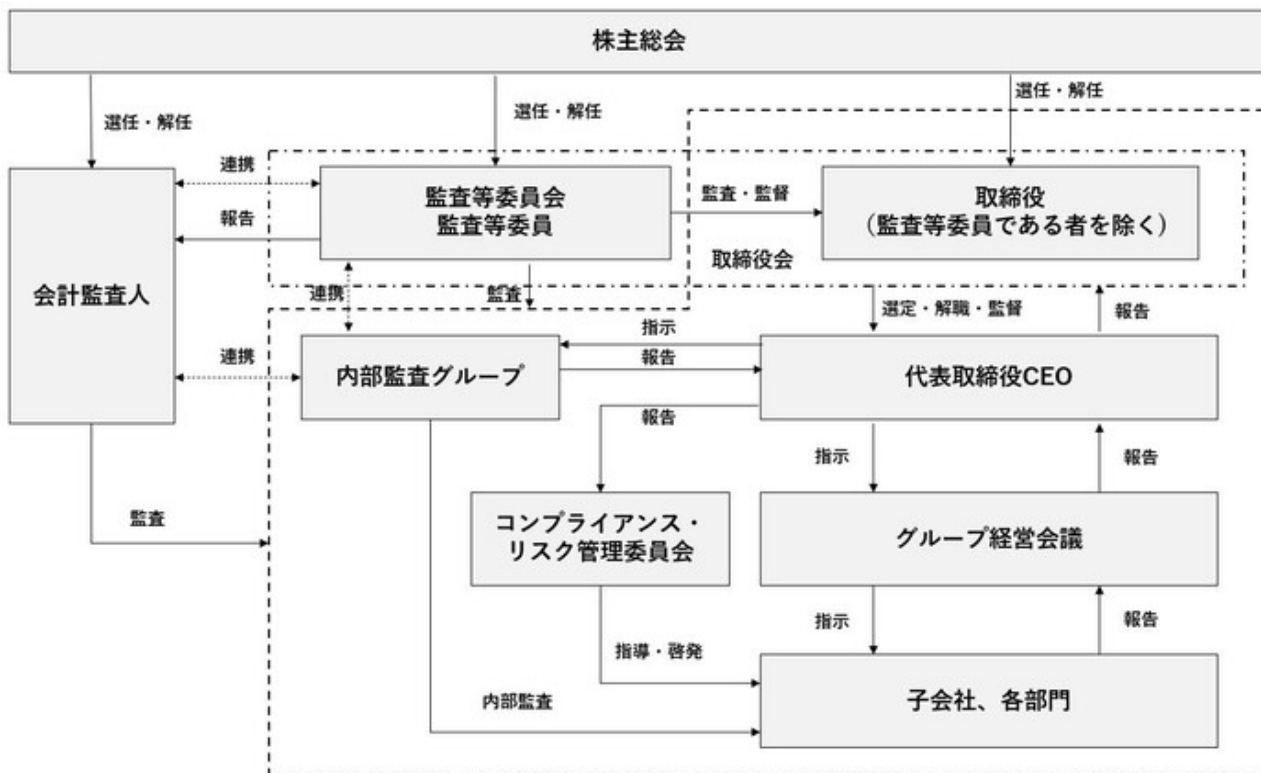 株主総会
選任・解任
選任・解任
選任・解任
連携
監査等委員会
監査等委員
監査・監督
取締役
（監査等委員である者を除く）
報告
取締役会
会計監査人
連携
監査
選定・解職・監督
報告
指示
連携
内部監査グループ
報告
代表取締役CEO
報告
指示
報告
監査
コンプライアンス・
リスク管理委員会
グループ経営会議
指示
報告
指導・啓発
内部監査
子会社、各部門